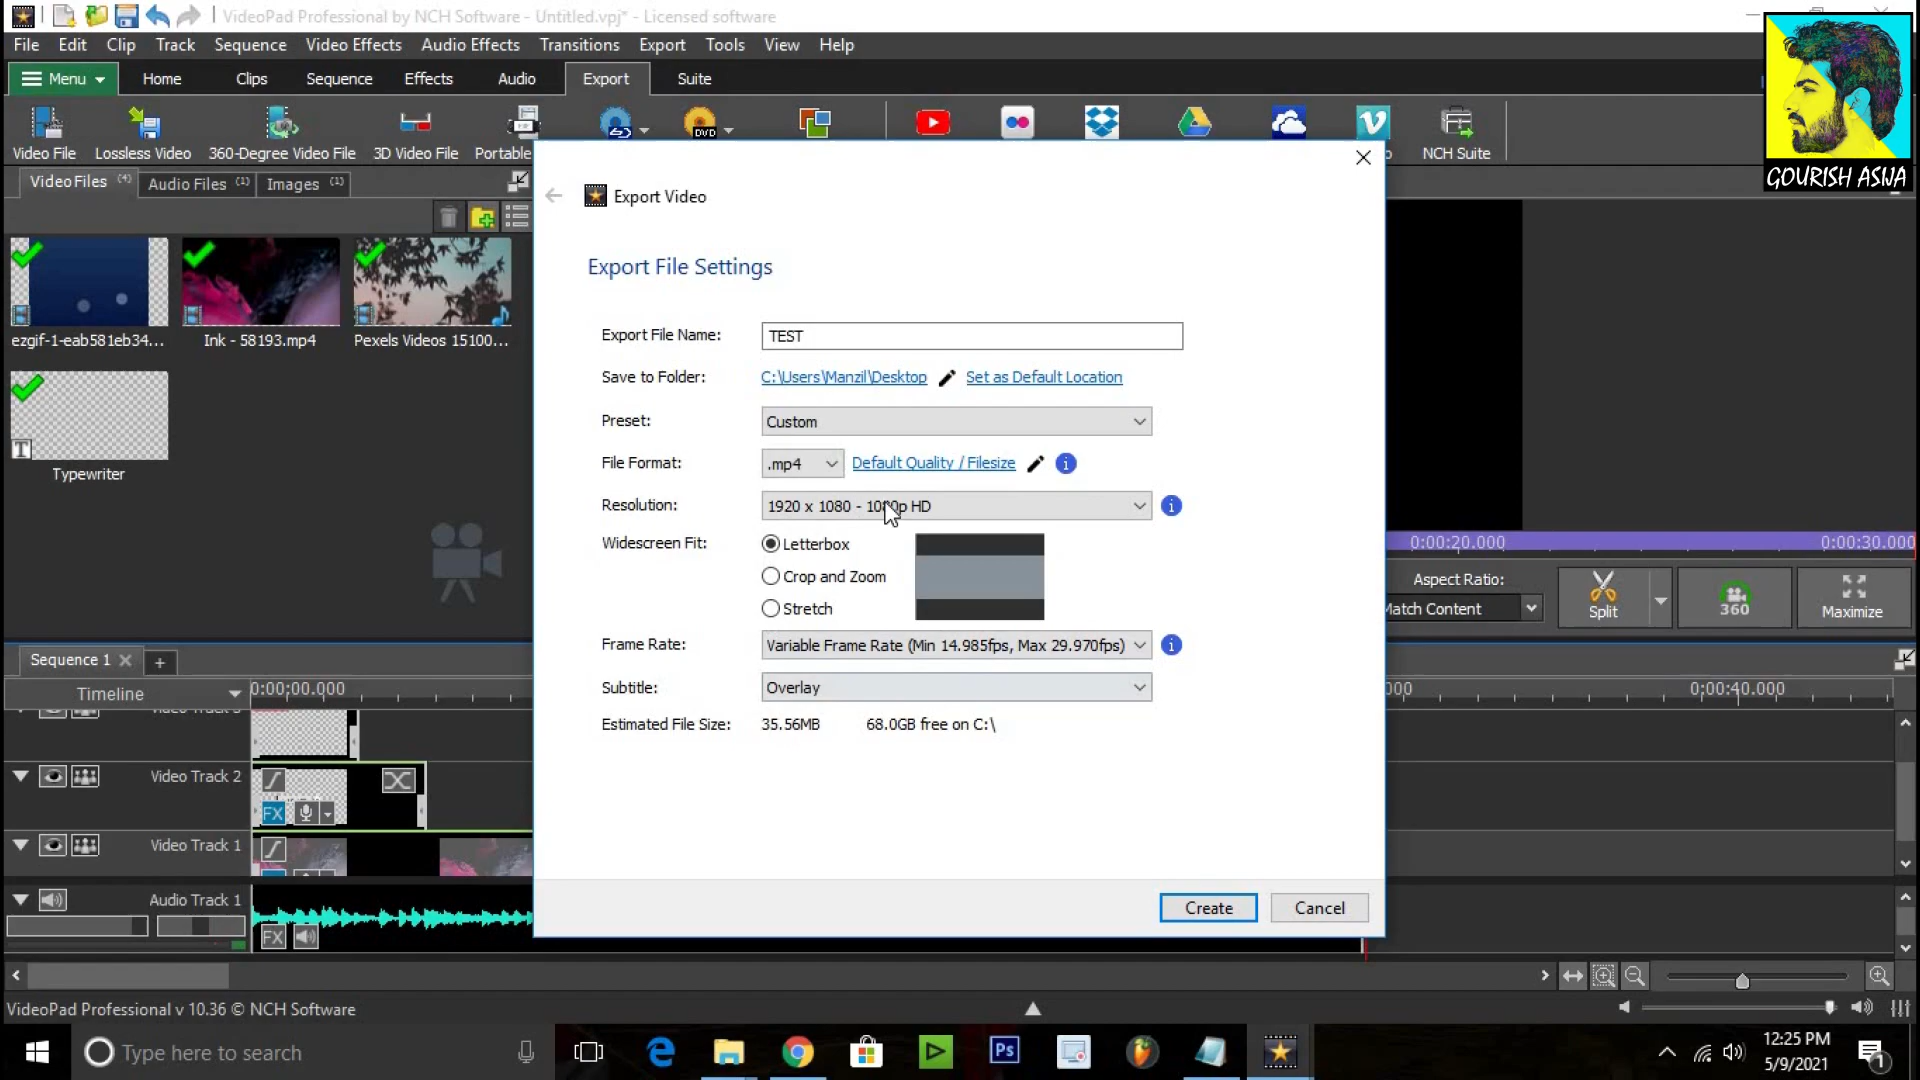 VideoPad Professional by NCH Software - Untitled.vpj* - Licensed software
File Edit Clip Track Sequence Video Effects Audio Effects Transitions Export Tools View Help
Menu Home Clips Sequence Effects Audio Export Suite
DVD
Video File Lossless Video 360-Degree Video File 3D Video File Portable NCH Suite
GOURISH ASIJA
Video Files (4) Audio Files (1) Images (1)
ezgif-1-eab581eb34... Ink - 58193.mp4 Pexels Videos 15100...
T
Typewriter
Export Video
Export File Settings
Export File Name: TEST
Save to Folder: C:\Users\Manzil\Desktop Set as Default Location
Preset: Custom
File Format: .mp4 Default Quality / Filesize i
Resolution: 1920 x 1080 - 1080p HD i
Widescreen Fit: Letterbox
Crop and Zoom
Stretch
Frame Rate: Variable Frame Rate (Min 14.985fps, Max 29.970fps) i
Subtitle: Overlay
Estimated File Size: 35.56MB 68.0GB free on C:\
Create Cancel
0:00:20.000 0:00:30.000
Aspect Ratio:
Match Content Split 360 Maximize
Sequence 1
Timeline 0:00:00.000 000 0:00:40.000
Video Track 2
FX
Video Track 1
Audio Track 1
FX
VideoPad Professional v 10.36 © NCH Software
Type here to search Ps 12:25 PM
5/9/2021 1